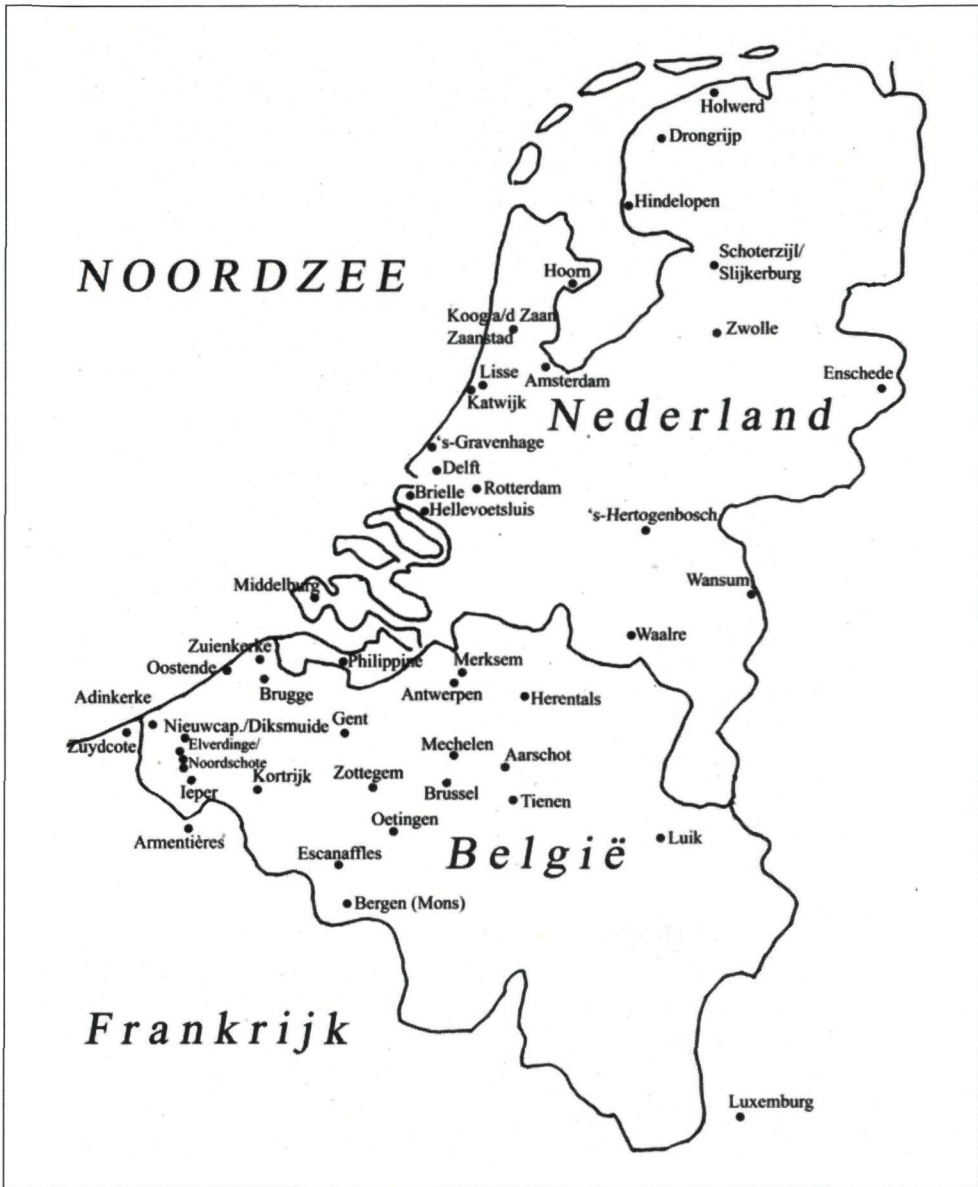 Holwerd
Drongrijp
Hindelopen
NOORDZEE
Schoterzijl/
Slijkerburg
Hoorn
Koog a/d Zaan
Zaanstad
Zwolle
Lisse
Amsterdam
Enschede
Katwijk
Nederland
's-Gravenhage
Delft
Brielle
Rotterdam
Hellevoetsluis
's-Hertogenbosch
Middelburg
Wansum
Waalre
Zuienkerke
Oostende
Philippine
Merksem
Brugge
Antwerpen
Herentals
Adinkerke
Zuydcote
Nieuwcap./Diksmuide
Gent
Elverdinge/
Noordschote
Mechelen
Aarschot
Ieper
Kortrijk
Zottegem
Brussel
Tienen
Oetingen
Armentières
België
Luik
Escanaffles
Bergen (Mons)
Frankrijk
Luxemburg